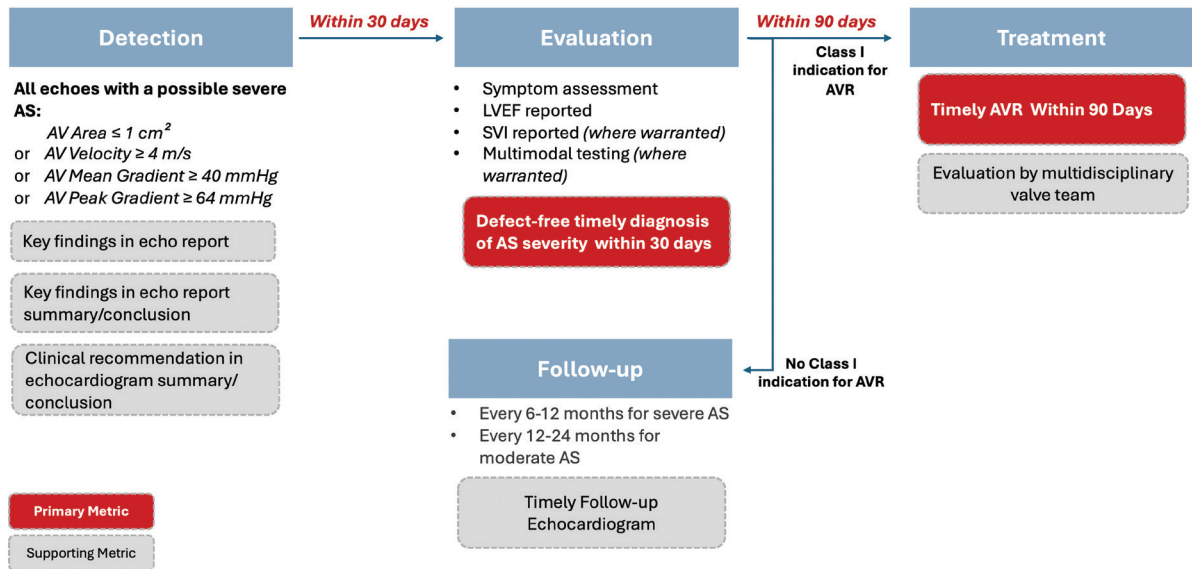 Detection
Within 30 days
Evaluation
Within 90 days
Treatment
All echoes with a possible severe
AS:
AV Area ≤ 1 cm²
or AV Velocity ≥ 4 m/s
or AV Mean Gradient ≥ 40 mmHg
or AV Peak Gradient ≥ 64 mmHg
Key findings in echo report
Key findings in echo report
summary/conclusion
Clinical recommendation in
echocardiogram summary/
conclusion
• Symptom assessment
• LVEF reported
• SVI reported (where warranted)
• Multimodal testing (where
warranted)
Defect-free timely diagnosis
of AS severity within 30 days
Class I
indication for
AVR
Timely AVR Within 90 Days
Evaluation by multidisciplinary
valve team
No Class I
indication for AVR
Follow-up
• Every 6-12 months for severe AS
• Every 12-24 months for
moderate AS
Timely Follow-up
Echocardiogram
Primary Metric
Supporting Metric